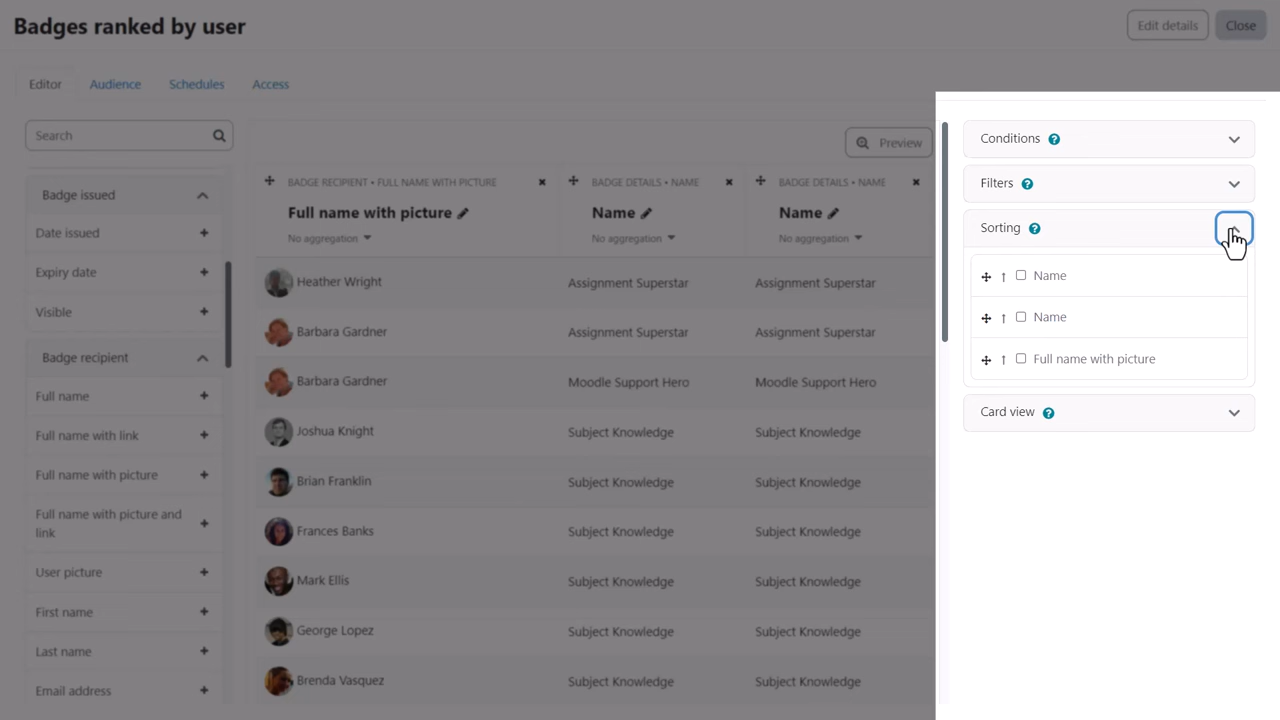 Badges ranked by user
Edit details
Close
Editor
Audience
Schedules
Access
Search
Badge issued
Date issued
Expiry date
Visible
Badge recipient
Full name
Full name with link
Full name with picture
Full name with picture and
link
User picture
First name
Last name
Email address
Preview
BADGE RECIPIENT • FULL NAME WITH PICTURE
Full name with picture
No aggregation
BADGE DETAILS • NAME
Name
No aggregation
BADGE DETAILS • NAME
Name
No aggregation
Heather Wright Assignment Superstar Assignment Superstar
Barbara Gardner Assignment Superstar Assignment Superstar
Barbara Gardner Moodle Support Hero Moodle Support Hero
Joshua Knight Subject Knowledge Subject Knowledge
Brian Franklin Subject Knowledge Subject Knowledge
Frances Banks Subject Knowledge Subject Knowledge
Mark Ellis Subject Knowledge Subject Knowledge
George Lopez Subject Knowledge Subject Knowledge
Brenda Vasquez Subject Knowledge Subject Knowledge
Conditions ?
Filters ?
Sorting ?
Name
Name
Full name with picture
Card view ?